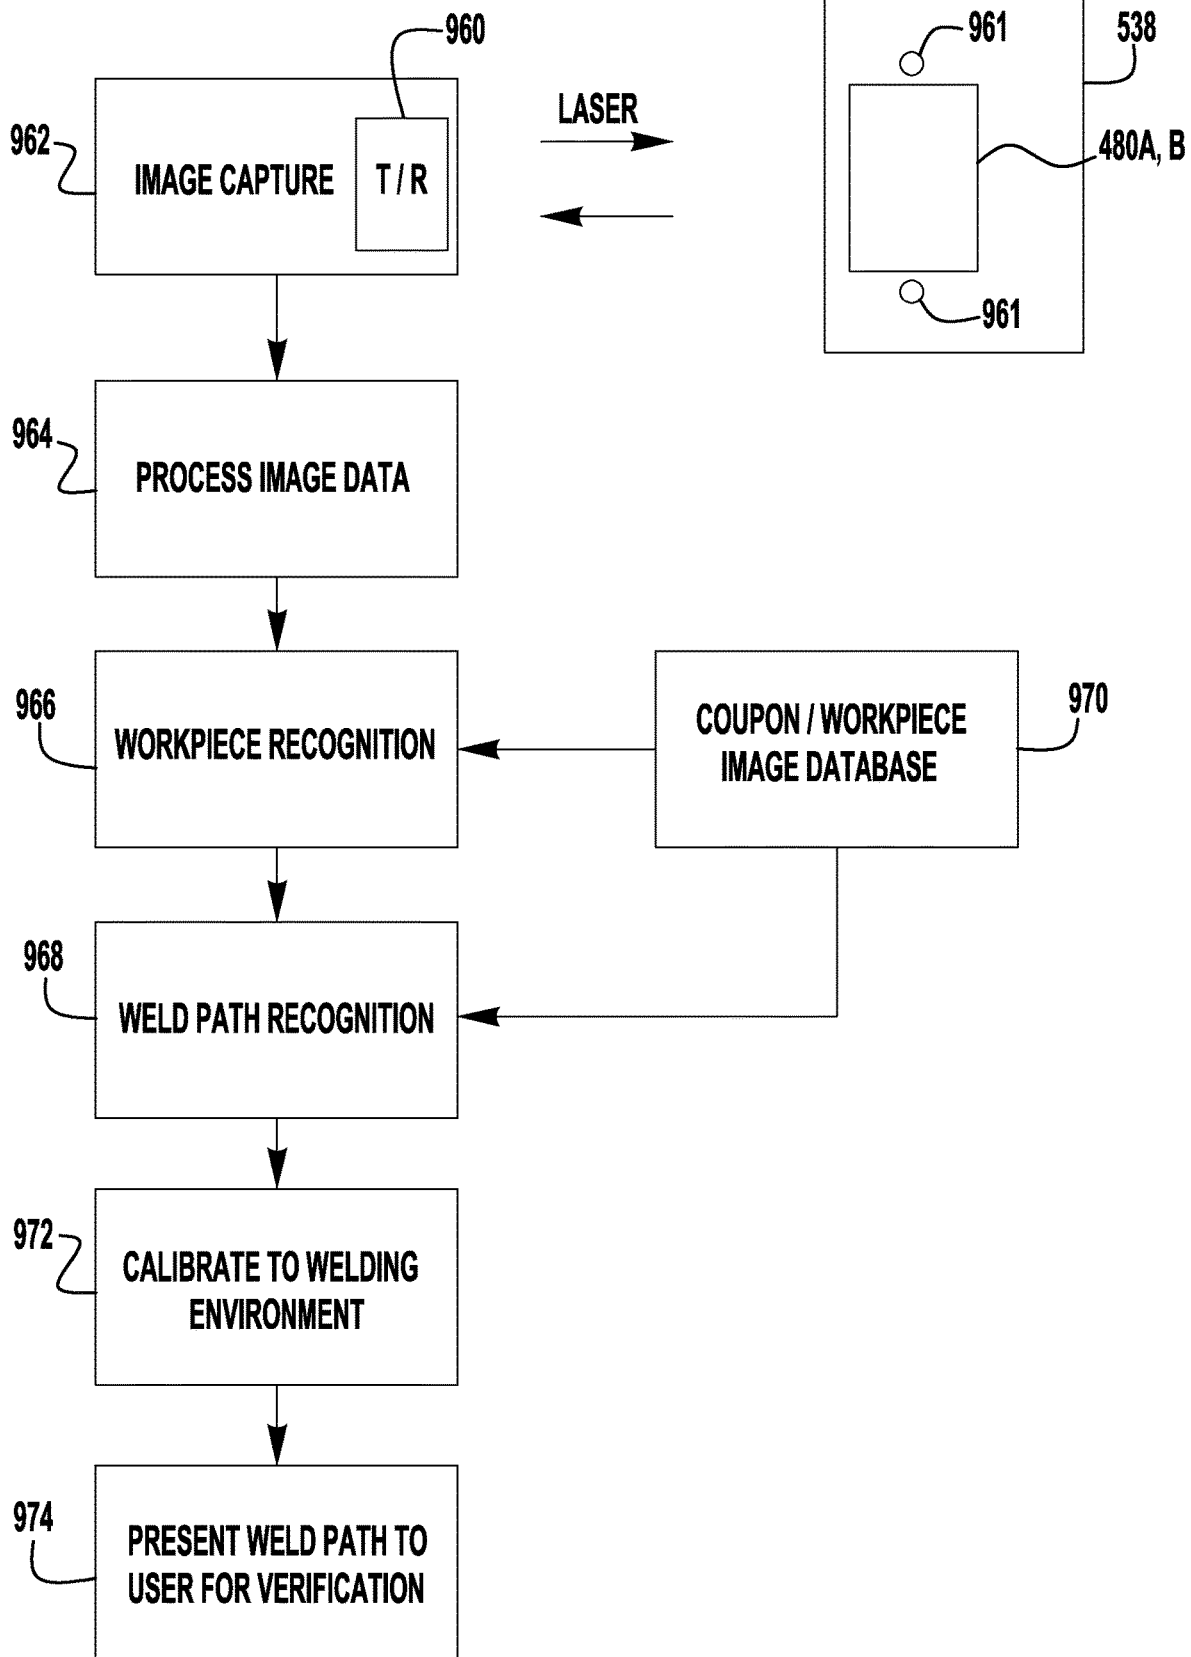 960
961
538
962
IMAGE CAPTURE
T / R
LASER
480A, B
961
964
PROCESS IMAGE DATA
966
WORKPIECE RECOGNITION
COUPON / WORKPIECE
IMAGE DATABASE
970
968
WELD PATH RECOGNITION
972
CALIBRATE TO WELDING
ENVIRONMENT
974
PRESENT WELD PATH TO
USER FOR VERIFICATION